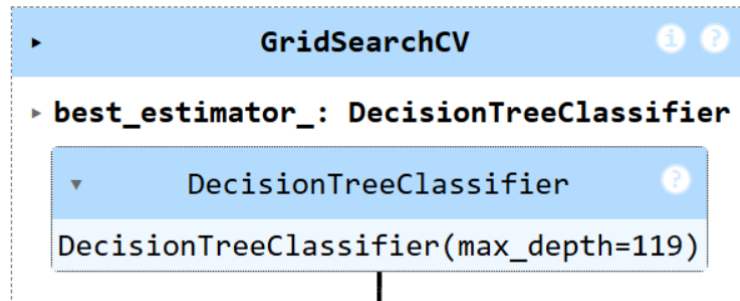 ▸ GridSearchCV i ?
▸ best_estimator_: DecisionTreeClassifier
▾ DecisionTreeClassifier ?
DecisionTreeClassifier(max_depth=119)